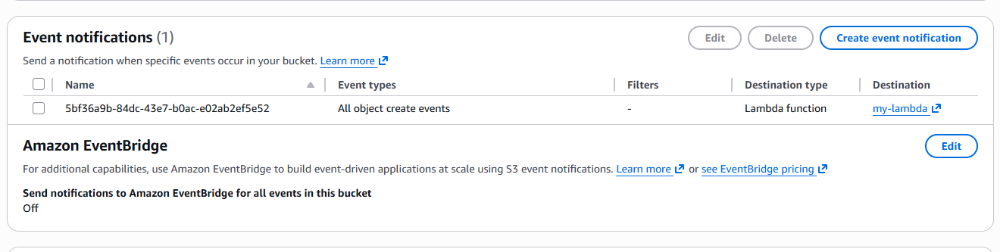 Event notifications (1)
Edit
Delete
Create event notification
Send a notification when specific events occur in your bucket. Learn more
Name Event types Filters Destination type Destination
5bf36a9b-84dc-43e7-b0ac-e02ab2ef5e52 All object create events - Lambda function my-lambda
Amazon EventBridge
Edit
For additional capabilities, use Amazon EventBridge to build event-driven applications at scale using S3 event notifications. Learn more or see EventBridge pricing
Send notifications to Amazon EventBridge for all events in this bucket
Off